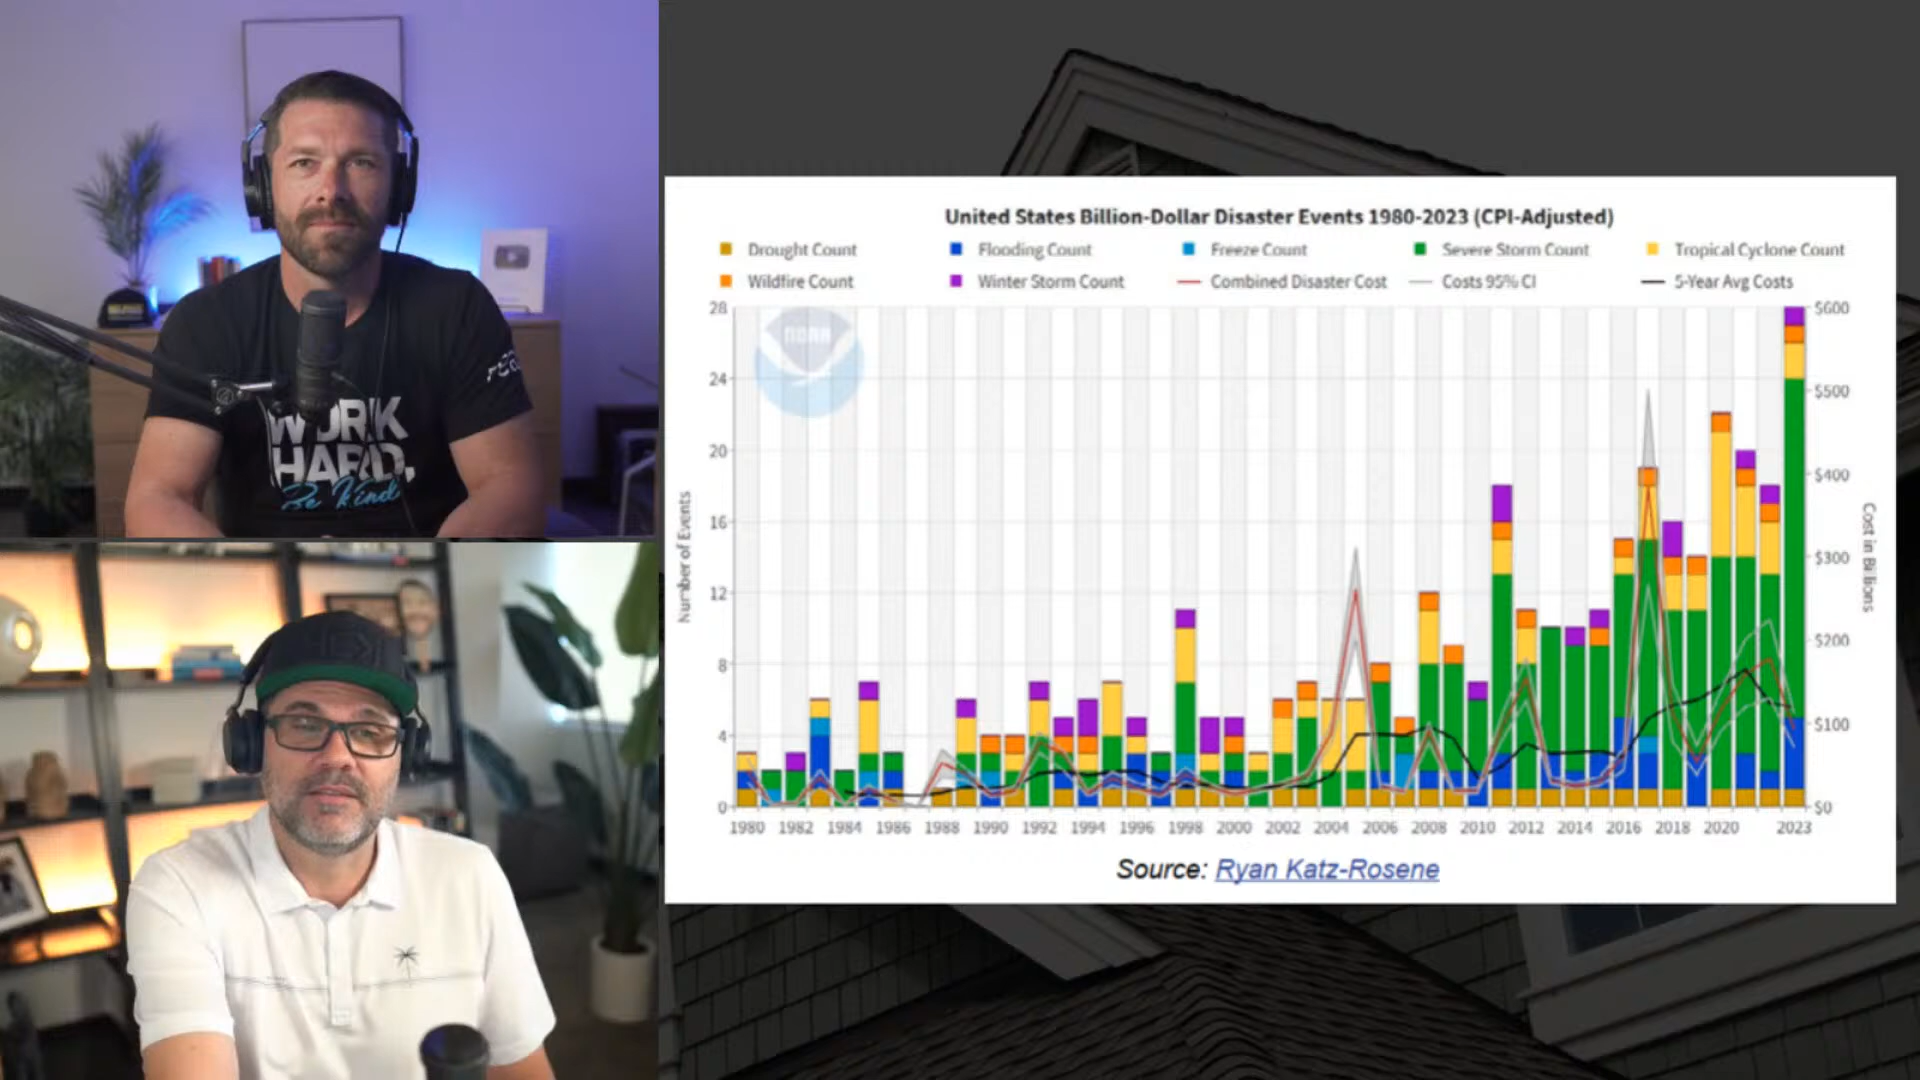 WORK
HARD,
Be Kind
United States Billion-Dollar Disaster Events 1980-2023 (CPI-Adjusted)
Drought Count Flooding Count Freeze Count Severe Storm Count Tropical Cyclone Count
Wildfire Count Winter Storm Count Combined Disaster Cost Costs 95% CI 5-Year Avg Costs
NOAA
Number of Events
28
24
20
16
12
8
4
0
$600
$500
$400
$300
$200
$100
$0
Cost in Billions
1980 1982 1984 1986 1988 1990 1992 1994 1996 1998 2000 2002 2004 2006 2008 2010 2012 2014 2016 2018 2020 2023
Source: Ryan Katz-Rosene